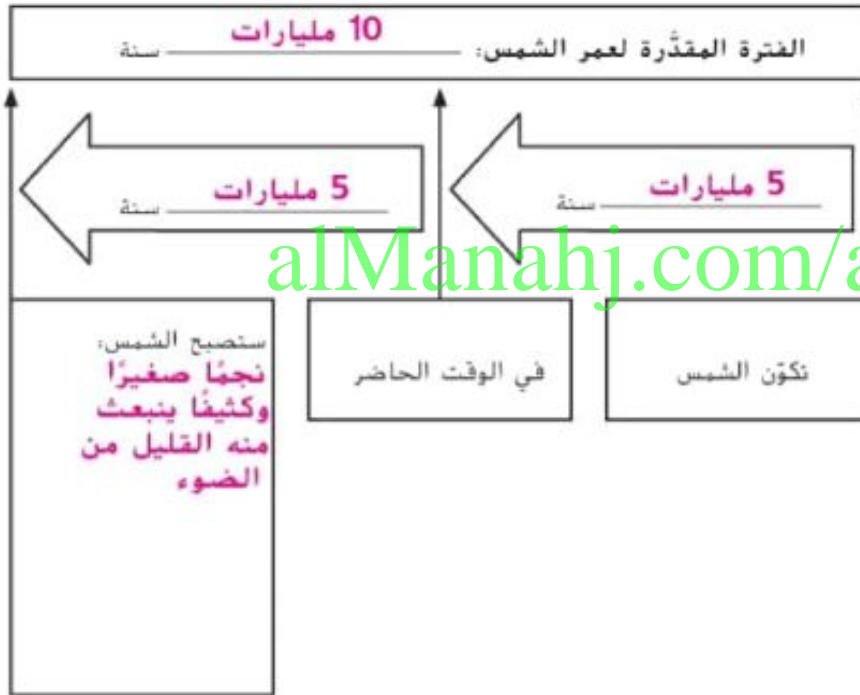 الفترة المقدَّرة لعمر الشمس: 10 مليارات سنة
5 مليارات سنة
5 مليارات سنة
alManahj.com/a
تكوّن الشمس
في الوقت الحاضر
ستصبح الشمس:
نجمًا صغيرًا
وكثيفًا ينبعث
منه القليل من
الضوء